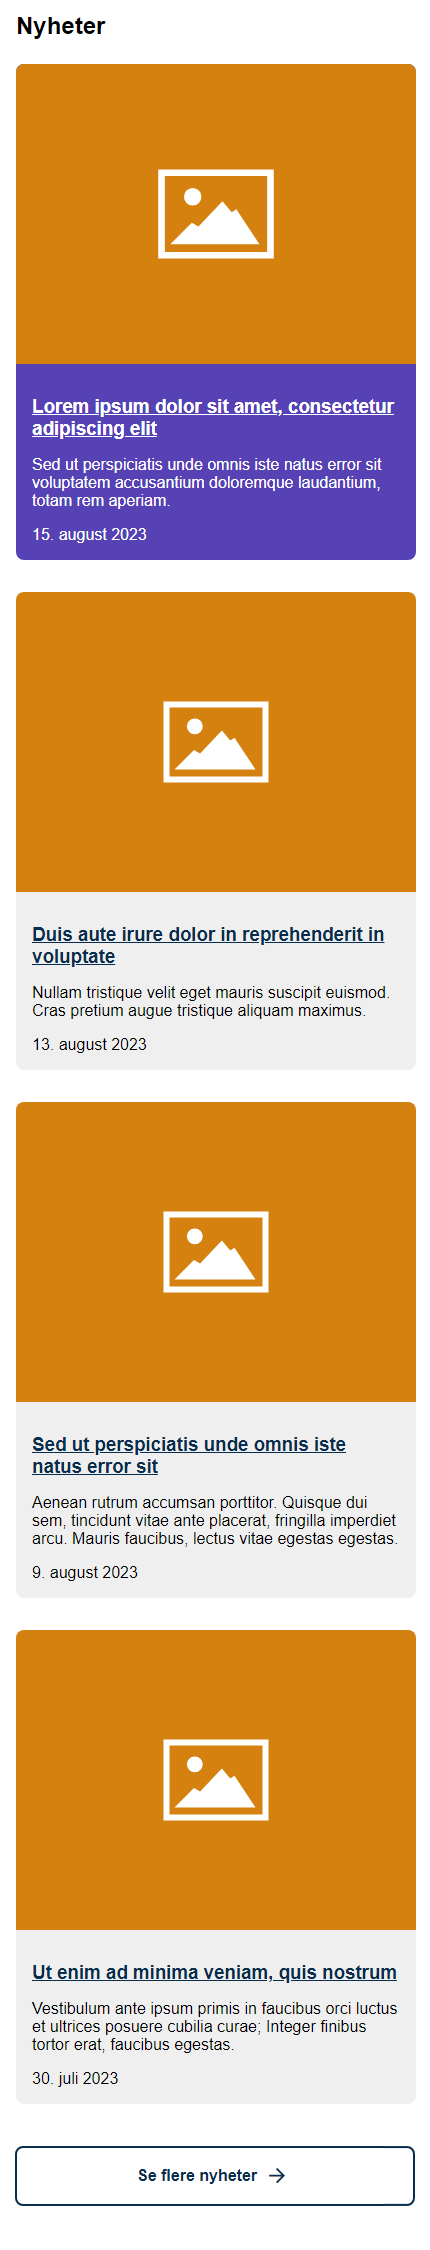 Nyheter
Lorem ipsum dolor sit amet, consectetur
adipiscing elit
Sed ut perspiciatis unde omnis iste natus error sit
voluptatem accusantium doloremque laudantium,
totam rem aperiam.
15. august 2023
Duis aute irure dolor in reprehenderit in
voluptate
Nullam tristique velit eget mauris suscipit euismod.
Cras pretium augue tristique aliquam maximus.
13. august 2023
Sed ut perspiciatis unde omnis iste
natus error sit
Aenean rutrum accumsan porttitor. Quisque dui
sem, tincidunt vitae ante placerat, fringilla imperdiet
arcu. Mauris faucibus, lectus vitae egestas egestas.
9. august 2023
Ut enim ad minima veniam, quis nostrum
Vestibulum ante ipsum primis in faucibus orci luctus
et ultrices posuere cubilia curae; Integer finibus
tortor erat, faucibus egestas.
30. juli 2023
Se flere nyheter →